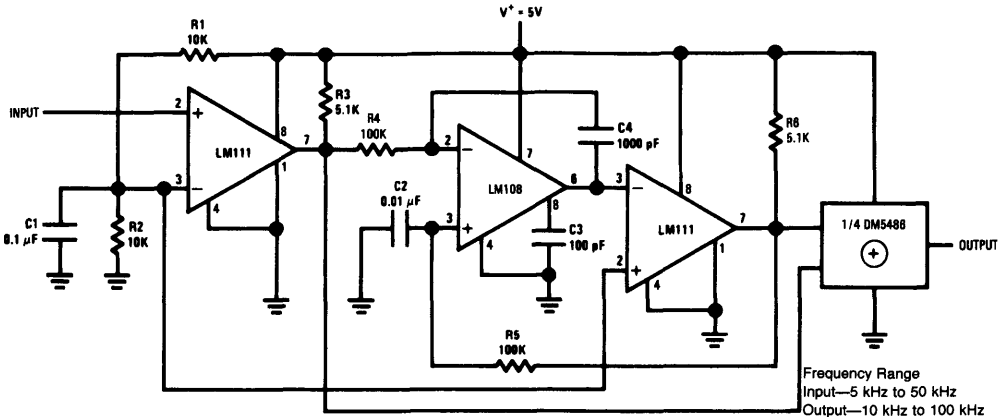 V+ = 5V
R1
10K
R3
5.1K
R4
100K
INPUT
2
+
8
7
LM111
1
3
−
4
C1
0.1 μF
R2
10K
C2
0.01 μF
2
−
7
LM108
6
8
3
+
4
C3
100 pF
C4
1000 pF
3
−
8
LM111
7
1
2
+
4
R6
5.1K
R5
100K
1/4 DM5486
+
OUTPUT
Frequency Range
Input—5 kHz to 50 kHz
Output—10 kHz to 100 kHz